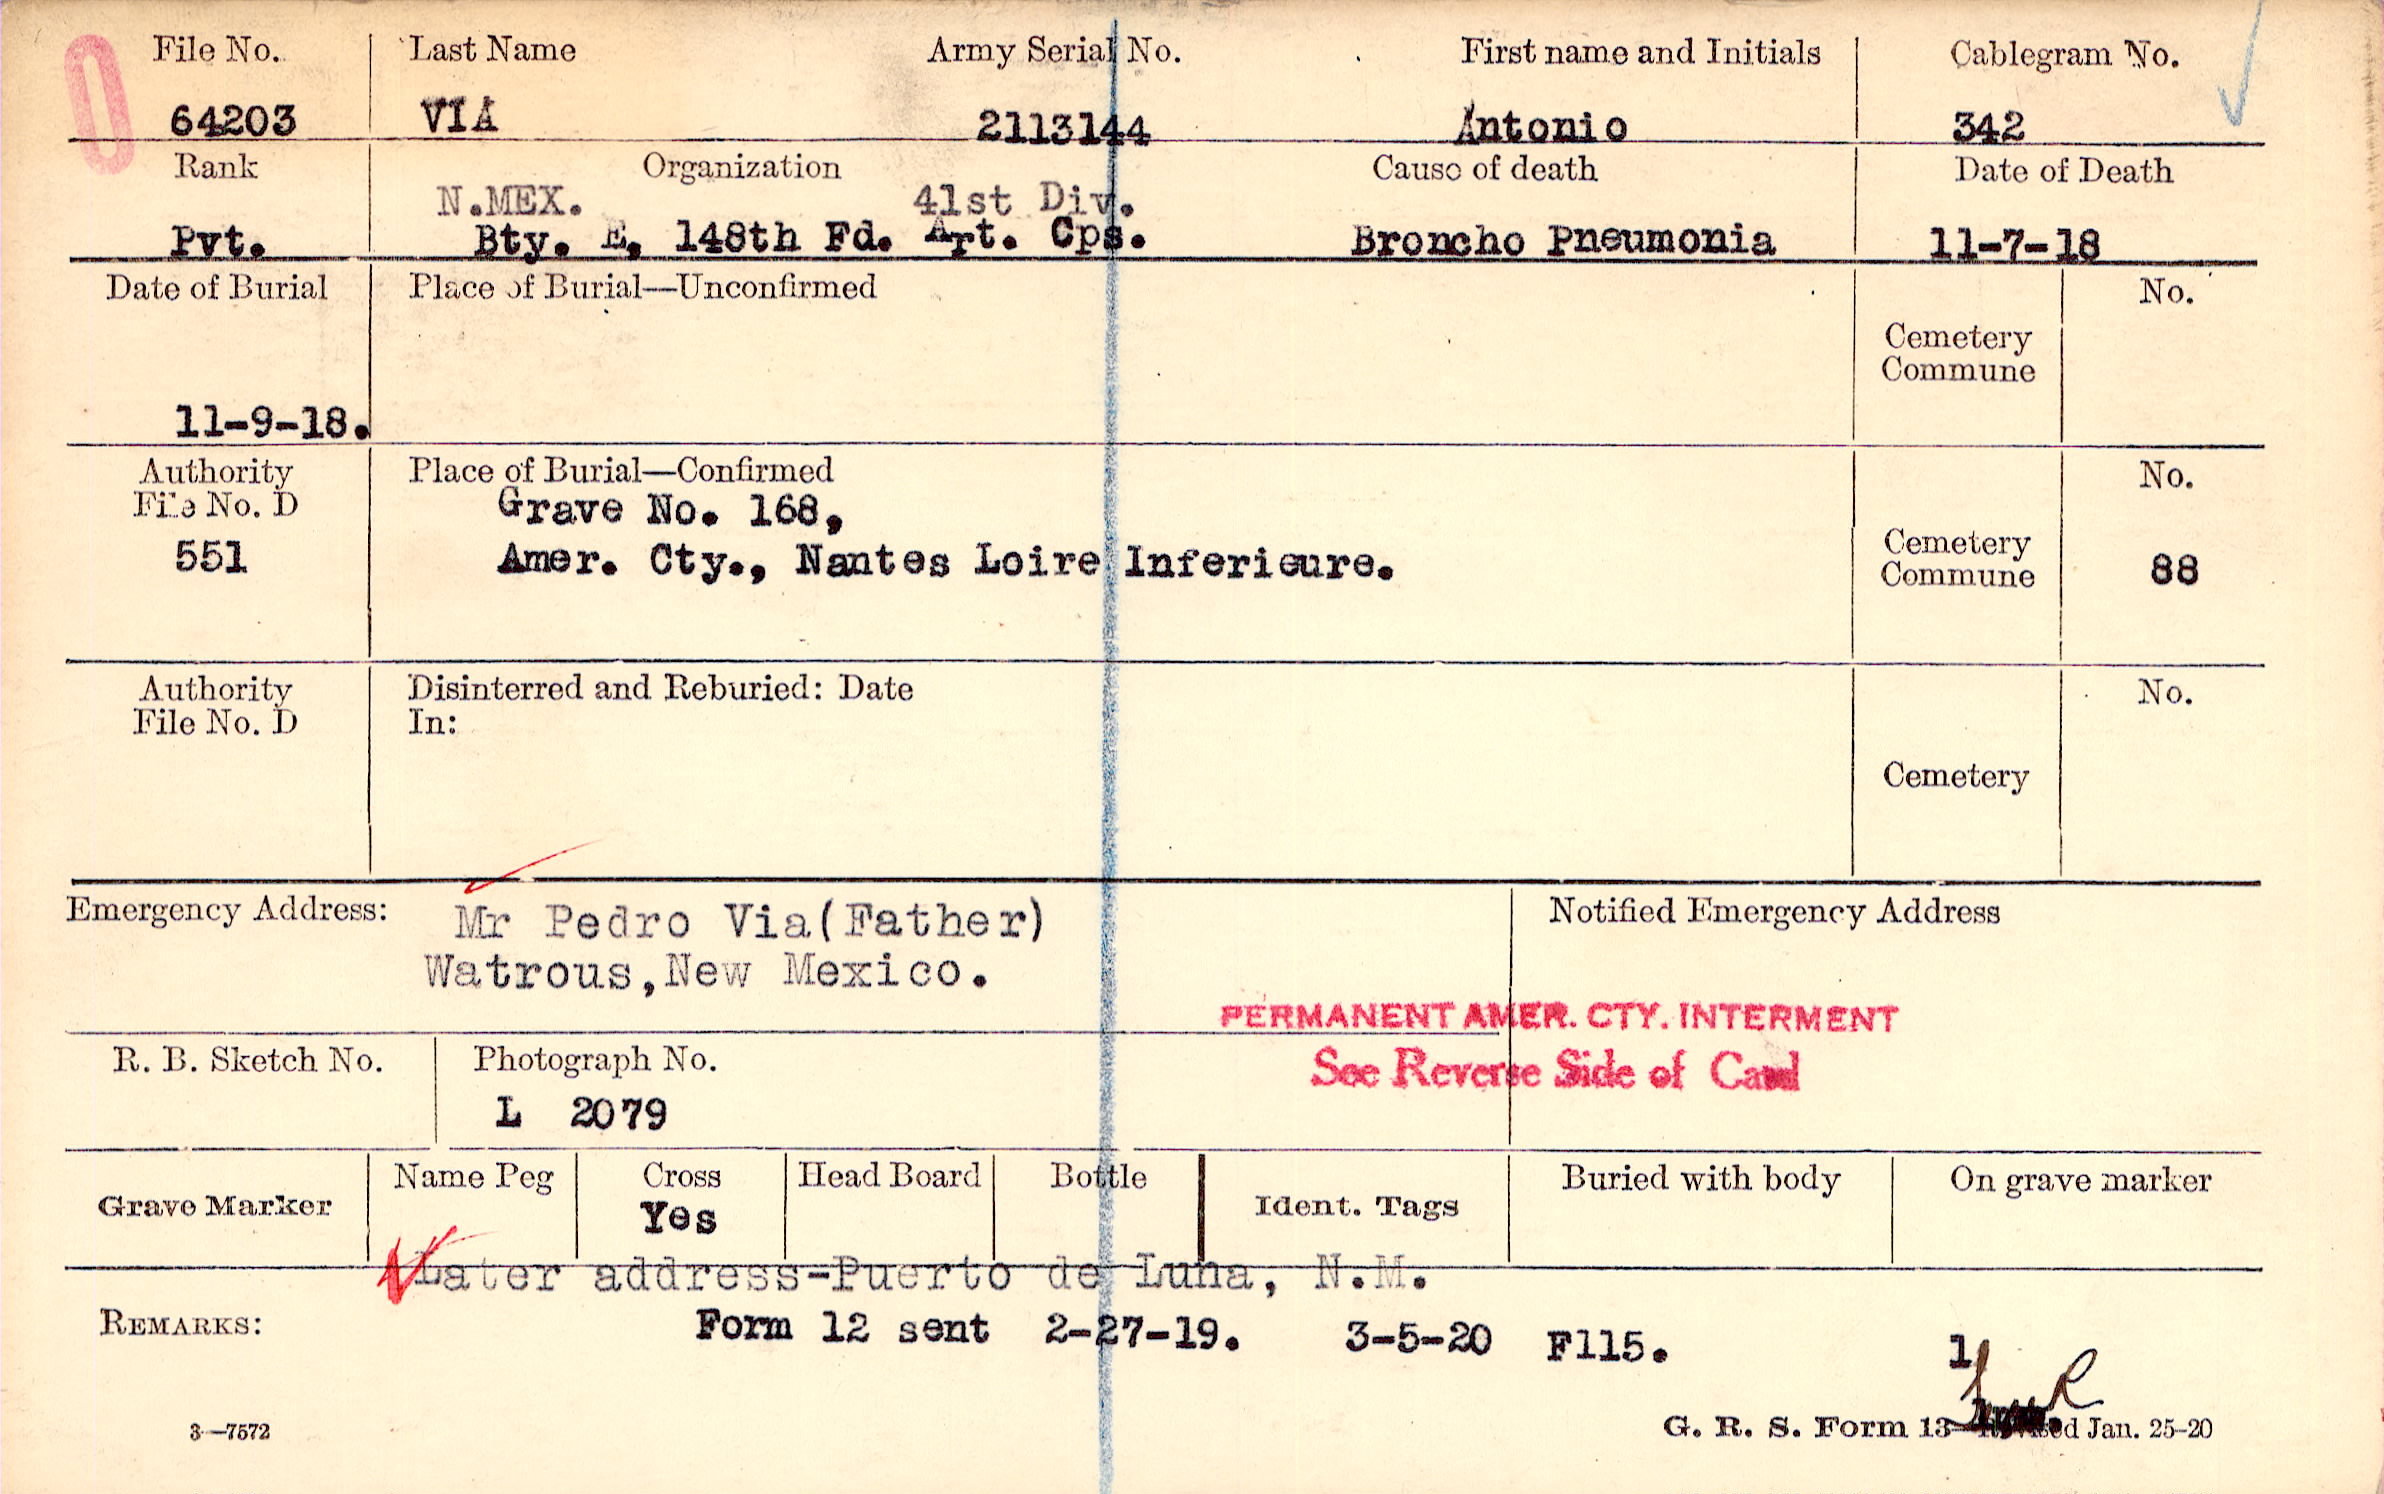 File No. Last Name Army Serial No. First name and Initials Cablegram No.
64203 VIA 2113144 Antonio 342
Rank Organization Cause of death Date of Death
N.MEX. 41st Div.
Pvt. Bty. E, 148th Fd. Art. Cps. Broncho Pneumonia 11-7-18
Date of Burial Place of Burial—Unconfirmed No.
Cemetery
Commune
11-9-18.
Authority Place of Burial—Confirmed No.
File No. D Grave No. 168,
551 Amer. Cty., Nantes Loire Inferieure. Cemetery
Commune 88
Authority Disinterred and Reburied: Date No.
File No. D In:
Cemetery
Emergency Address: Mr Pedro Via(Father) Notified Emergency Address
Watrous,New Mexico.
PERMANENT AMER. CTY. INTERMENT
R. B. Sketch No. Photograph No. See Reverse Side of Card
L 2079
Grave Marker Name Peg Cross Head Board Bottle Ident. Tags Buried with body On grave marker
Yes
Later address-Puerto de Luna, N.M.
REMARKS: Form 12 sent 2-27-19. 3-5-20 F115. 1
3—7572 G. R. S. Form 13—Revised Jan. 25-20